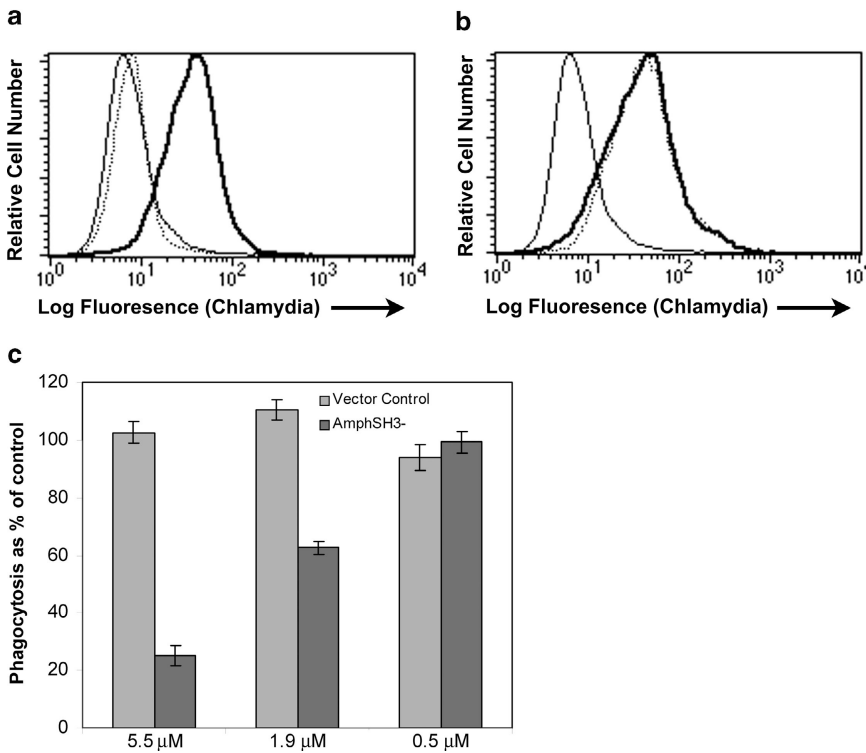 a
b
Relative Cell Number
10^0 10^1 10^2 10^3 10^4
Log Fluoresence (Chlamydia)
Relative Cell Number
10^0 10^1 10^2 10^3 10
Log Fluoresence (Chlamydia)
c
Phagocytosis as % of control
120
100
80
60
40
20
0
Vector Control
AmphSH3-
5.5 µM 1.9 µM 0.5 µM